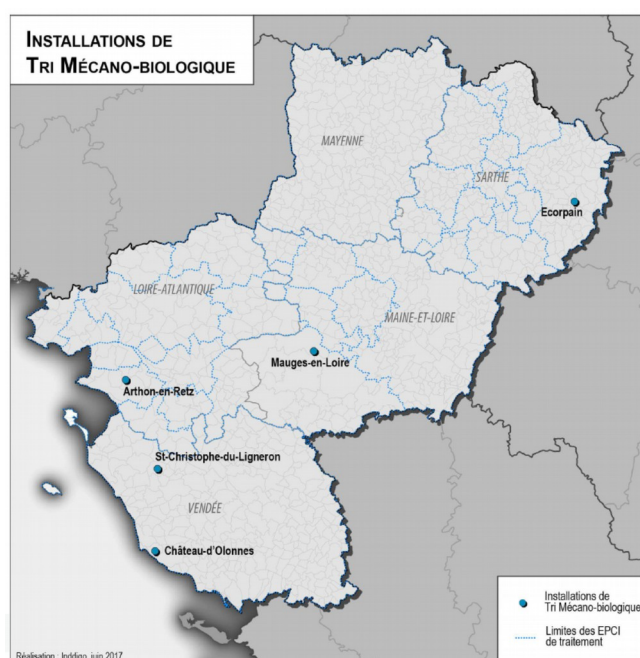 INSTALLATIONS DE
TRI MÉCANO-BIOLOGIQUE
MAYENNE
SARTHE
Ecorpain
LOIRE-ATLANTIQUE
MAINE-ET-LOIRE
Mauges-en-Loire
Arthon-en-Retz
St-Christophe-du-Ligneron
VENDÉE
Château-d'Olonnes
Installations de
Tri Mécano-biologique
Limites des EPCI
de traitement
Réalisation : Inddigo, juin 2017